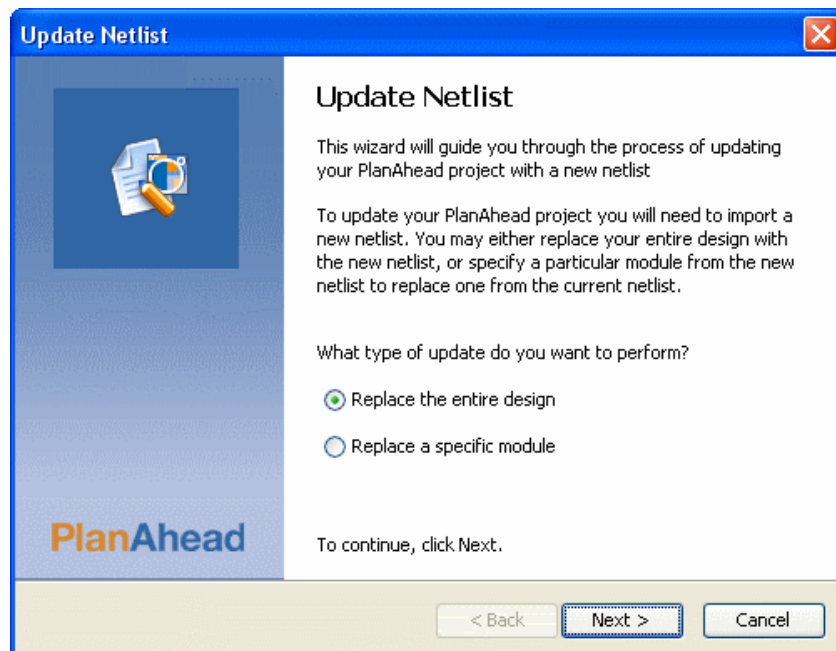 Update Netlist
Update Netlist
This wizard will guide you through the process of updating
your PlanAhead project with a new netlist
To update your PlanAhead project you will need to import a
new netlist. You may either replace your entire design with
the new netlist, or specify a particular module from the new
netlist to replace one from the current netlist.
What type of update do you want to perform?
Replace the entire design
Replace a specific module
PlanAhead
To continue, click Next.
< Back
Next >
Cancel